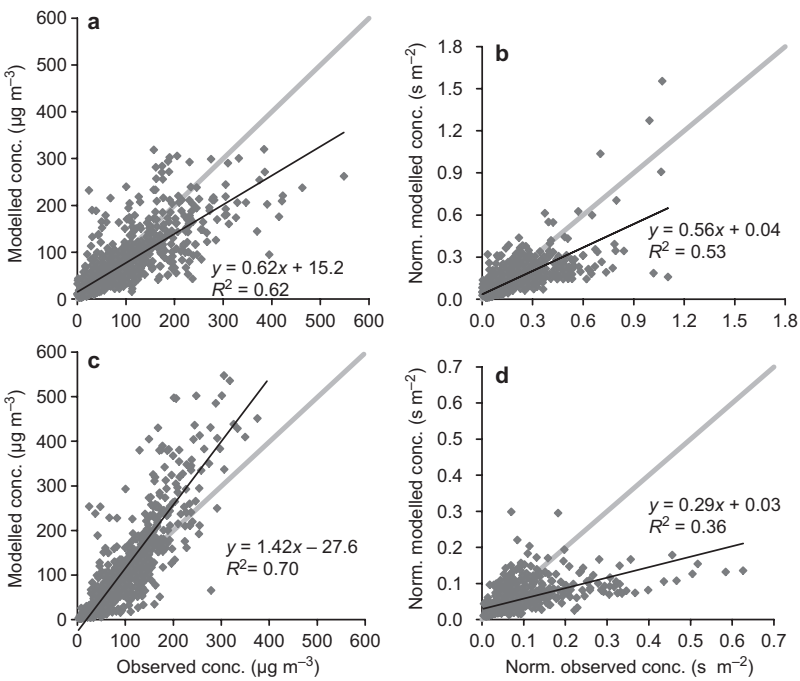 a
600
500
400
300
200
100
0
Modelled conc. (µg m–3)
y = 0.62x + 15.2
R2 = 0.62
0 100 200 300 400 500 600
b
1.8
1.5
1.2
0.9
0.6
0.3
0.0
Norm. modelled conc. (s m–2)
y = 0.56x + 0.04
R2 = 0.53
0.0 0.3 0.6 0.9 1.2 1.5 1.8
c
600
500
400
300
200
100
0
Modelled conc. (µg m–3)
y = 1.42x – 27.6
R2= 0.70
0 100 200 300 400 500 600
Observed conc. (µg m–3)
d
0.7
0.6
0.5
0.4
0.3
0.2
0.1
0.0
Norm. modelled conc. (s m–2)
y = 0.29x + 0.03
R2 = 0.36
0.0 0.1 0.2 0.3 0.4 0.5 0.6 0.7
Norm. observed conc. (s m–2)